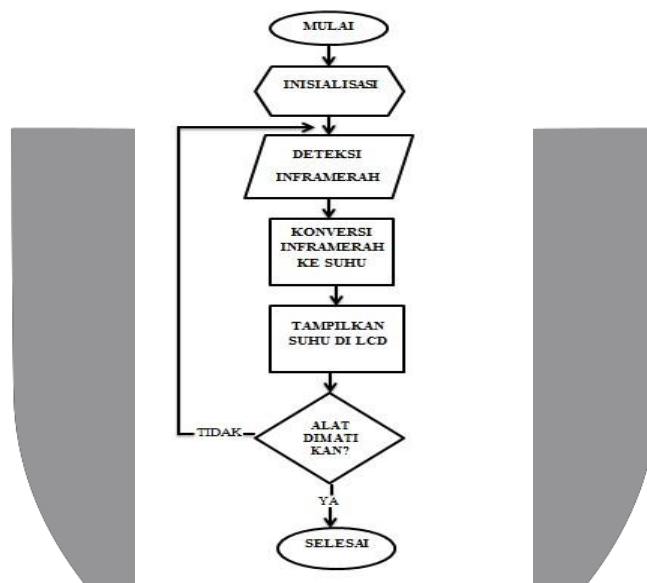 MULAI
INISIALISASI
DETEKSI
INFRAMERAH
KONVERSI
INFRAMERAH
KE SUHU
TAMPILKAN
SUHU DI LCD
ALAT
DIMATI
KAN?
TIDAK
YA
SELESAI